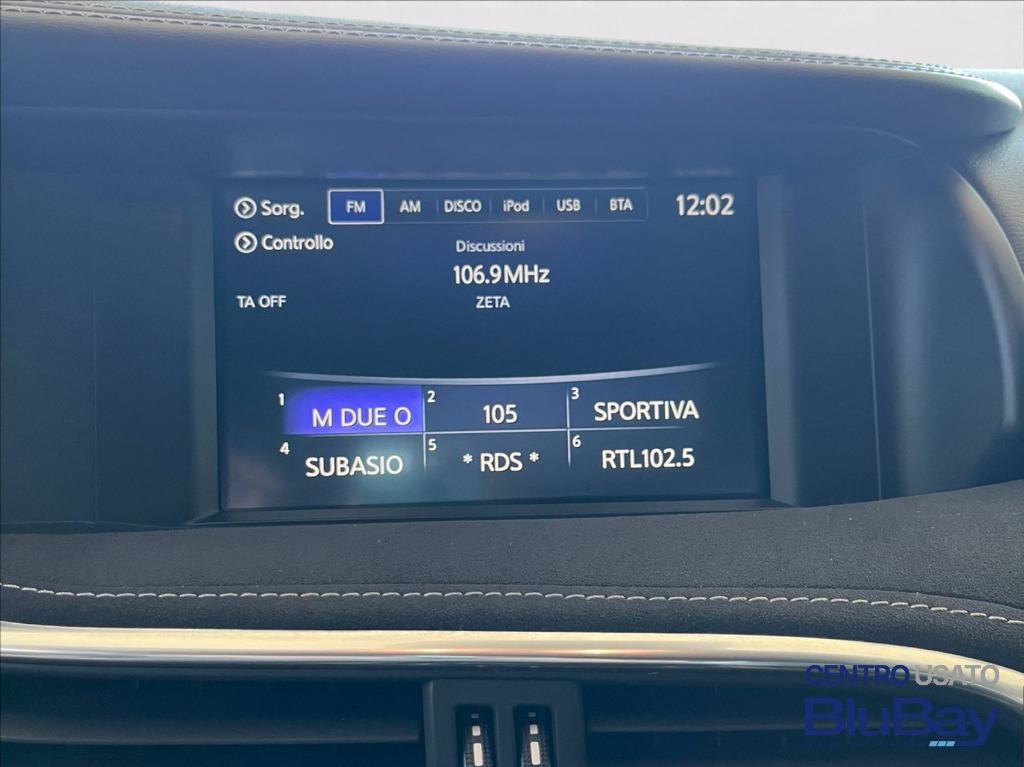 Sorg. FM AM DISCO iPod USB BTA 12:02
Controllo
Discussioni
106.9MHz
TA OFF ZETA
1 M DUE O 2 105 3 SPORTIVA
4 SUBASIO 5 * RDS * 6 RTL102.5
CENTRO USATO
BluBay